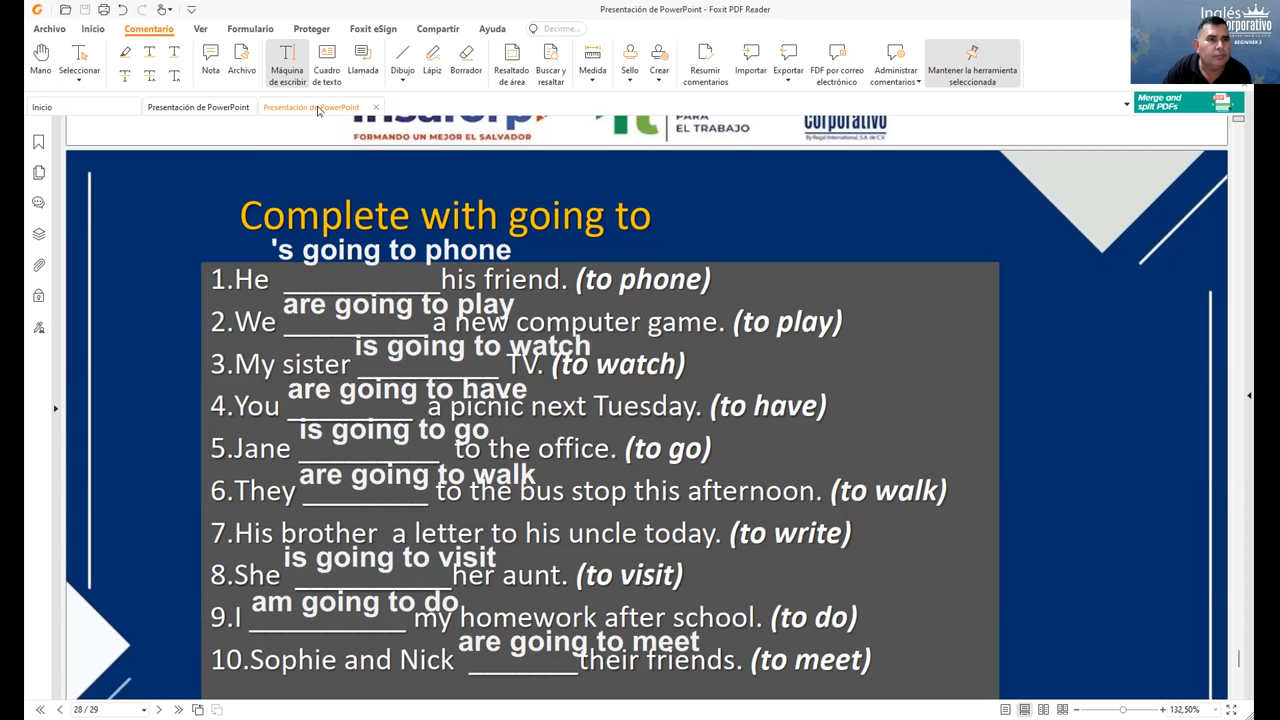 Presentación de PowerPoint - Foxit PDF Reader
Archivo Inicio Comentario Ver Formulario Proteger Foxit eSign Compartir Ayuda Decirme...
Mano Seleccionar Nota Archivo Máquina de escribir Cuadro de texto Llamada Dibujo Lápiz Borrador Resaltado de área Buscar y resaltar Medida Sello Crear Resumir comentarios Importar Exportar PDF por correo electrónico Administrar comentarios Mantener la herramienta seleccionada
Inglés
Corporativo
BEGINNER 2
Inicio Presentación de PowerPoint Presentación de PowerPoint
Merge and split PDFs
FORMANDO UN MEJOR EL SALVADOR
PARA
EL TRABAJO
corporativo
By Regal International, S.A. de C.V.
Complete with going to
's going to phone
1.He ___________his friend. (to phone)
are going to play
2.We __________ a new computer game. (to play)
is going to watch
3.My sister __________ TV. (to watch)
are going to have
4.You _________ a picnic next Tuesday. (to have)
is going to go
5.Jane __________ to the office. (to go)
are going to walk
6.They _________ to the bus stop this afternoon. (to walk)
7.His brother a letter to his uncle today. (to write)
is going to visit
8.She ___________her aunt. (to visit)
am going to do
9.I ___________ my homework after school. (to do)
are going to meet
10.Sophie and Nick ________their friends. (to meet)
28 / 29
132,50%